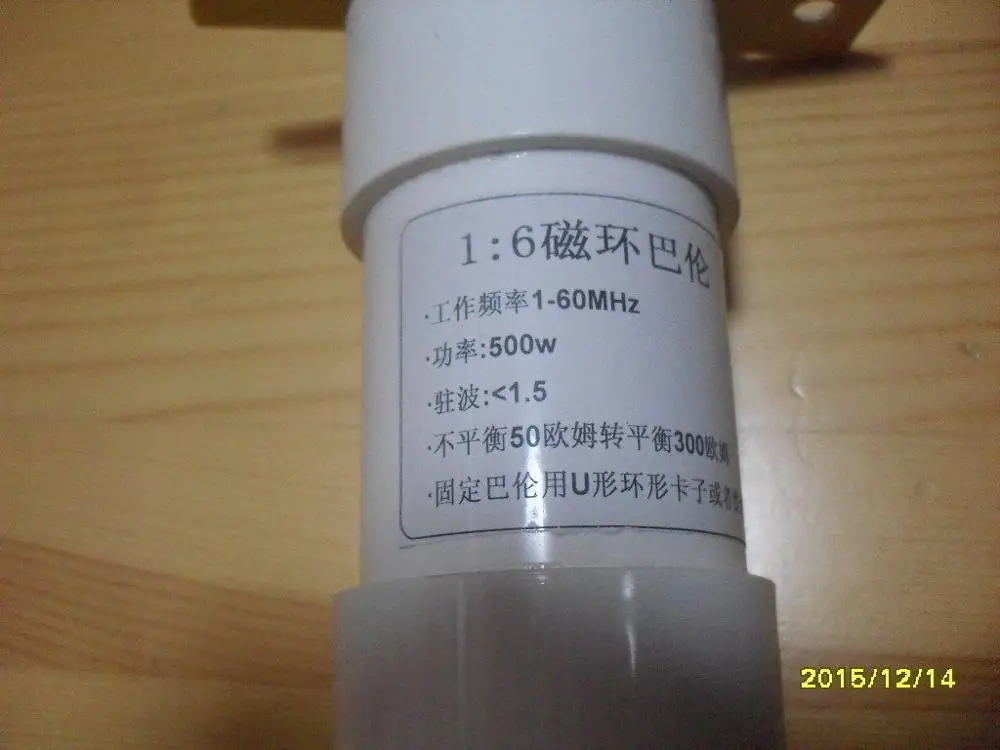 1:6磁环巴伦
·工作频率1-60MHz
·功率:500w
·驻波:<1.5
·不平衡50欧姆转平衡300欧姆
·固定巴伦用U形环形卡子或者
2015/12/14